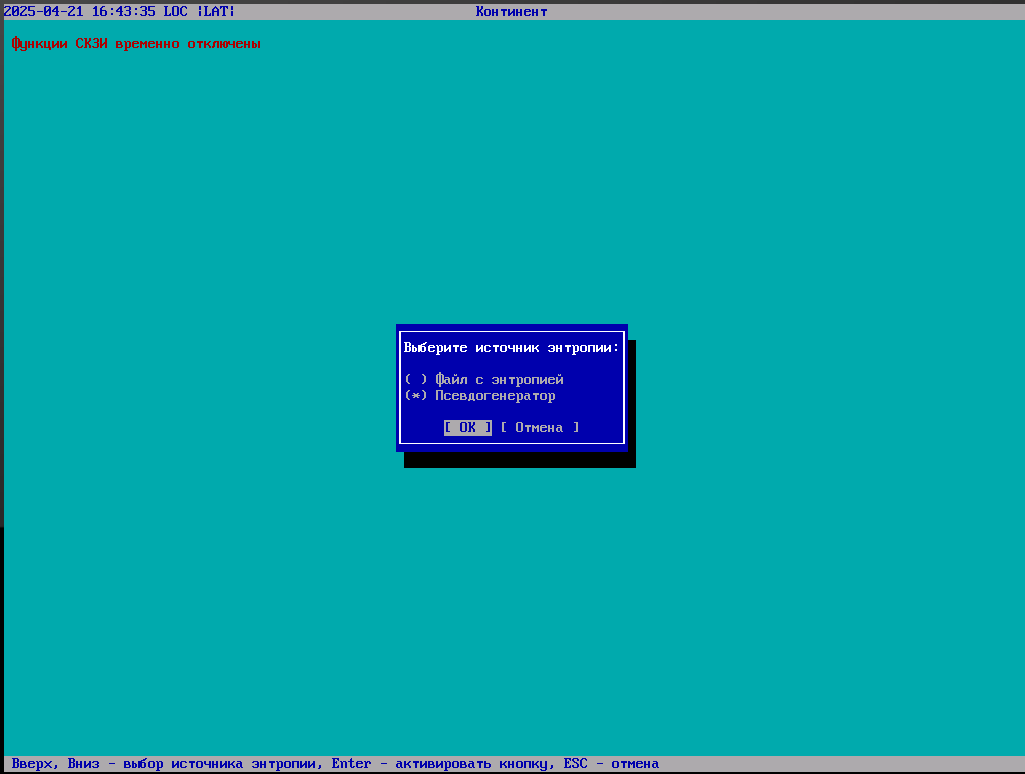 2025-04-21 16:43:35 LOC ¦LAT¦ Континент
Функции СКЗИ временно отключены
Выберите источник энтропии:
( ) Файл с энтропией
(*) Псевдогенератор
[ OK ] [ Отмена ]
Вверх, Вниз - выбор источника энтропии, Enter - активировать кнопку, ESC - отмена